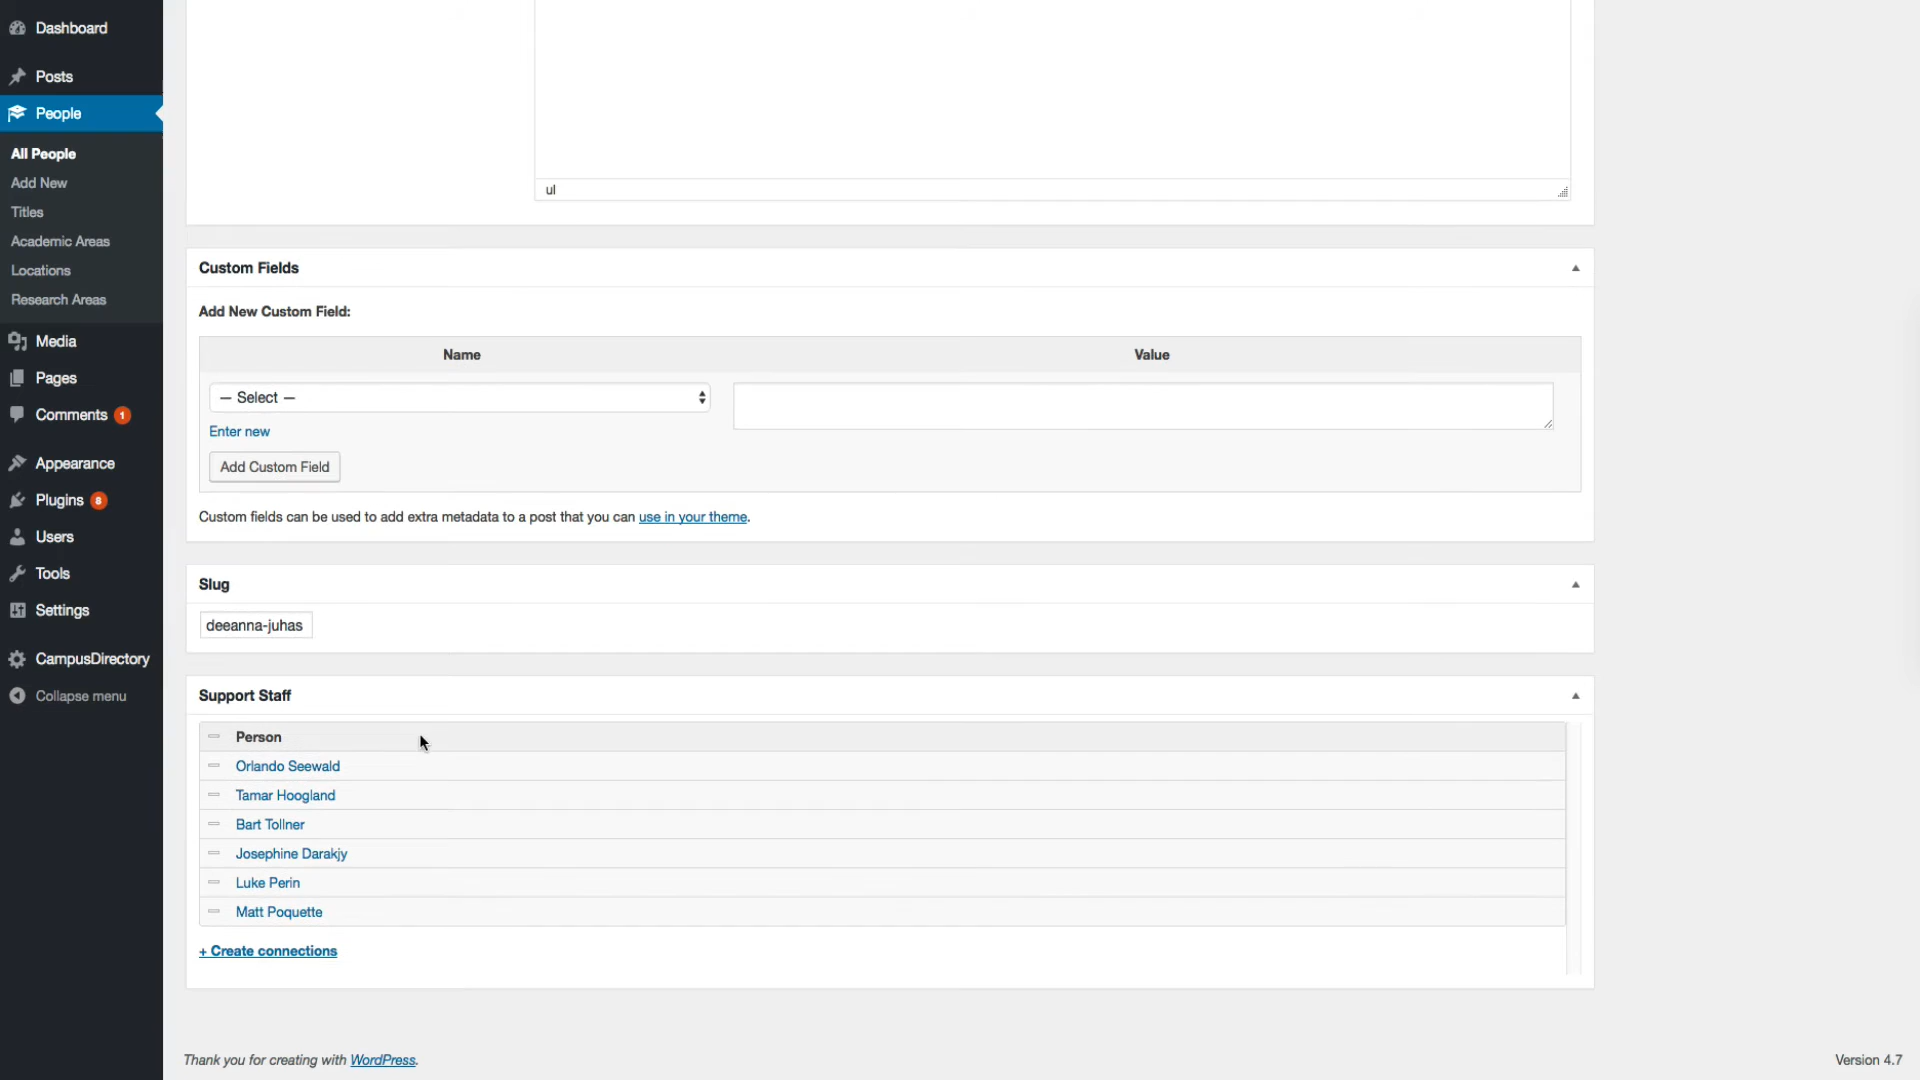 Dashboard
Posts
People
All People
Add New
Titles
Academic Areas
Locations
Research Areas
Media
Pages
Comments 1
Appearance
Plugins 8
Users
Tools
Settings
CampusDirectory
Collapse menu
ul
Custom Fields
Add New Custom Field:
Name Value
— Select —
Enter new
Add Custom Field
Custom fields can be used to add extra metadata to a post that you can use in your theme.
Slug
deeanna-juhas
Support Staff
Person
Orlando Seewald
Tamar Hoogland
Bart Tollner
Josephine Darakjy
Luke Perin
Matt Poquette
+ Create connections
Thank you for creating with WordPress.
Version 4.7